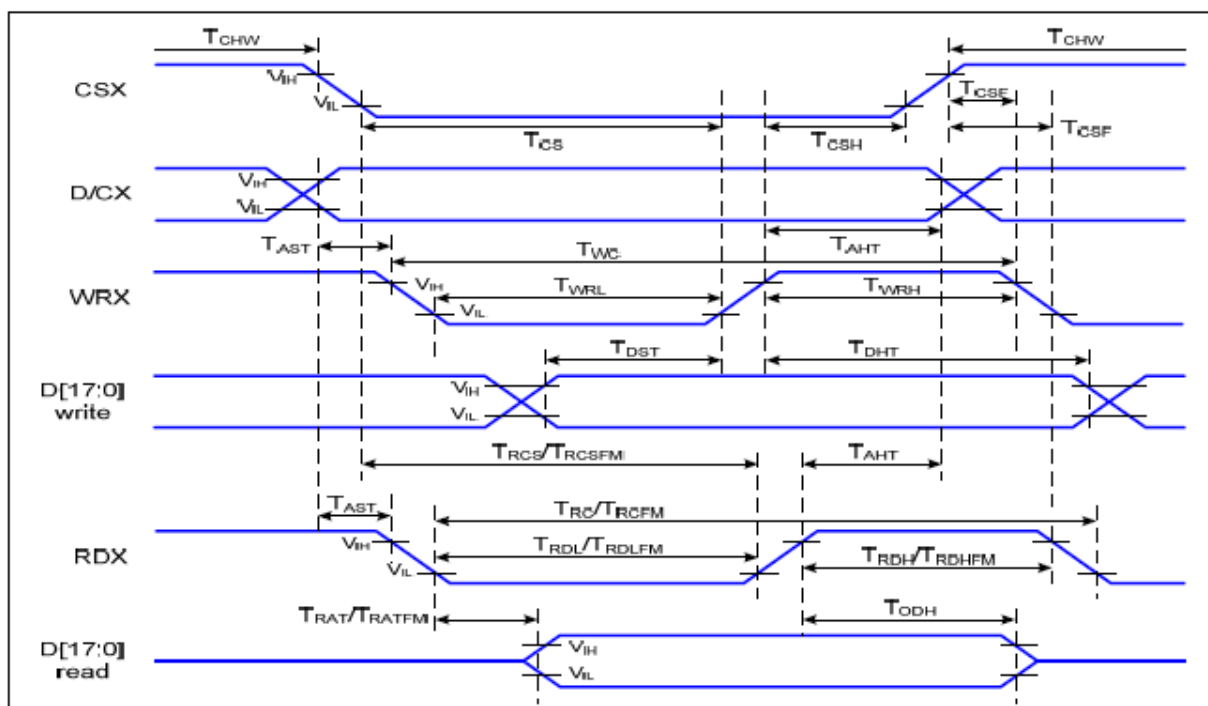 TCHW TCHW
CSX VIH VIL TCSF
TCS TCSH TCSF
D/CX VIH VIL
TAST TWC TAHT
WRX VIH VIL TWRL TWRH
TDST TDHT
D[17:0] write VIH VIL
TRCS/TRCSFM TAHT
TAST TRC/TRCFM
RDX VIH VIL TRDL/TRDLFM TRDH/TRDHFM
TRAT/TRATFM TODH
D[17:0] read VIH VIL